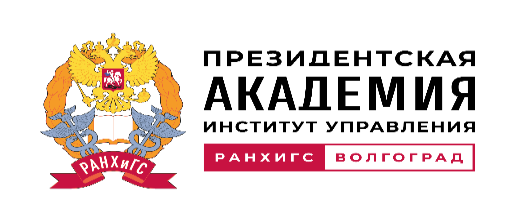 ПРЕЗИДЕНТСКАЯ
АКАДЕМИЯ
ИНСТИТУТ УПРАВЛЕНИЯ
РАНХИГС ВОЛГОГРАД
РАНХиГС